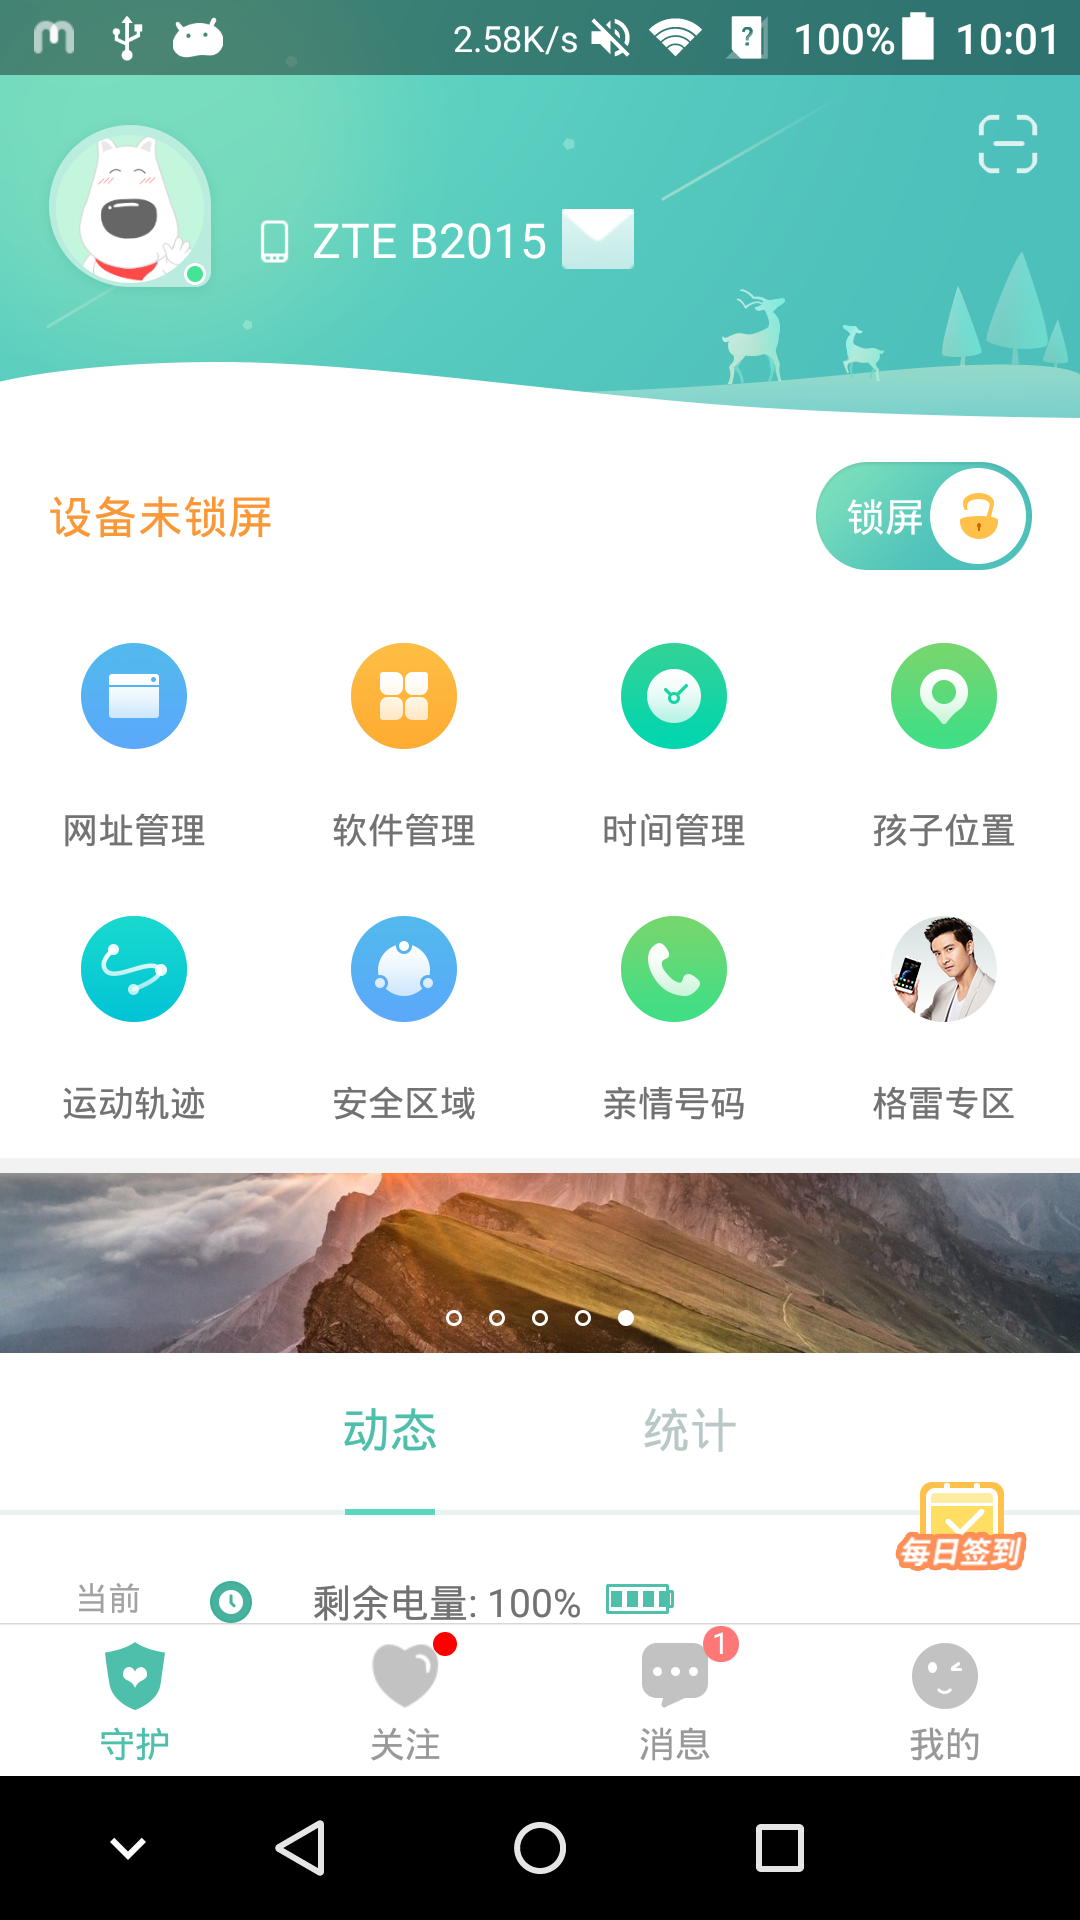 2.58K/s 100% 10:01
ZTE B2015
设备未锁屏
锁屏
网址管理 软件管理 时间管理 孩子位置
运动轨迹 安全区域 亲情号码 格雷专区
动态 统计
每日签到
当前 剩余电量: 100%
1
守护 关注 消息 我的